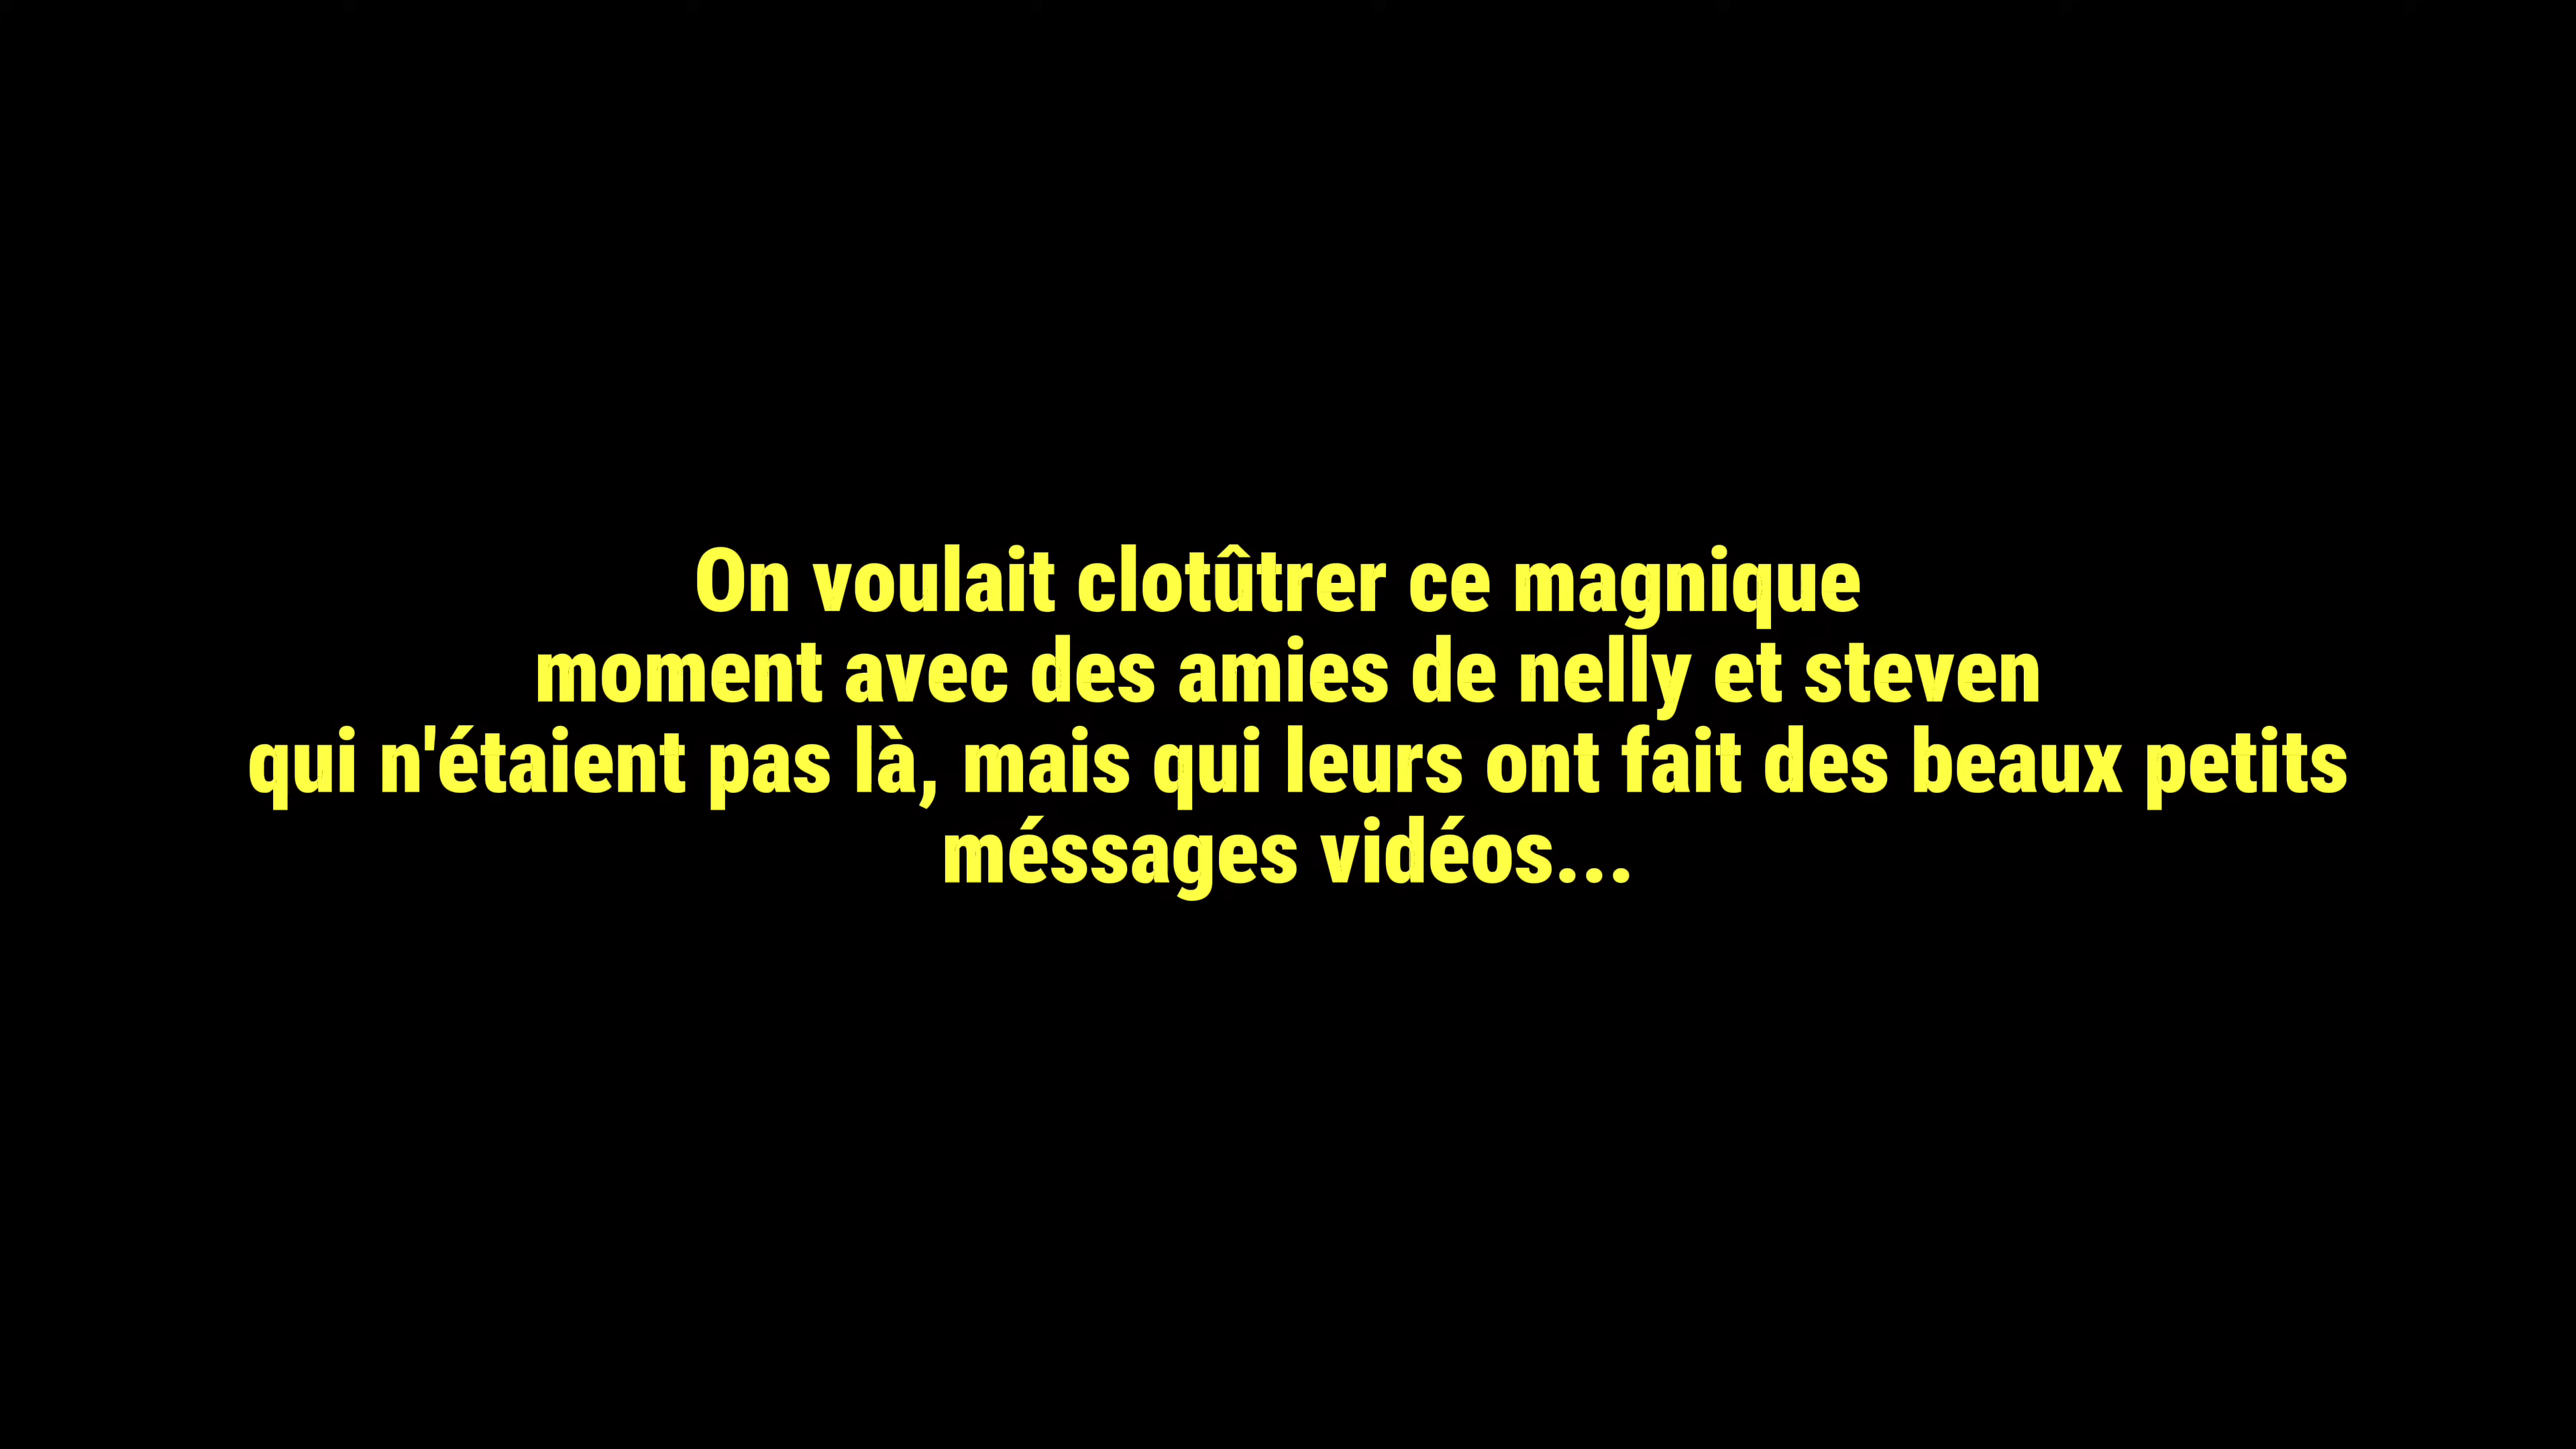 On voulait clotûtrer ce magnique
moment avec des amies de nelly et steven
qui n'étaient pas là, mais qui leurs ont fait des beaux petits
méssages vidéos...